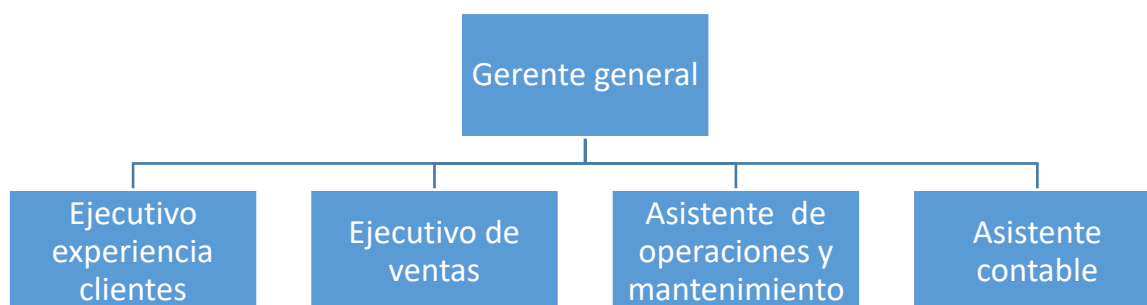 Gerente general
Ejecutivo
experiencia
clientes
Ejecutivo de
ventas
Asistente de
operaciones y
mantenimiento
Asistente
contable